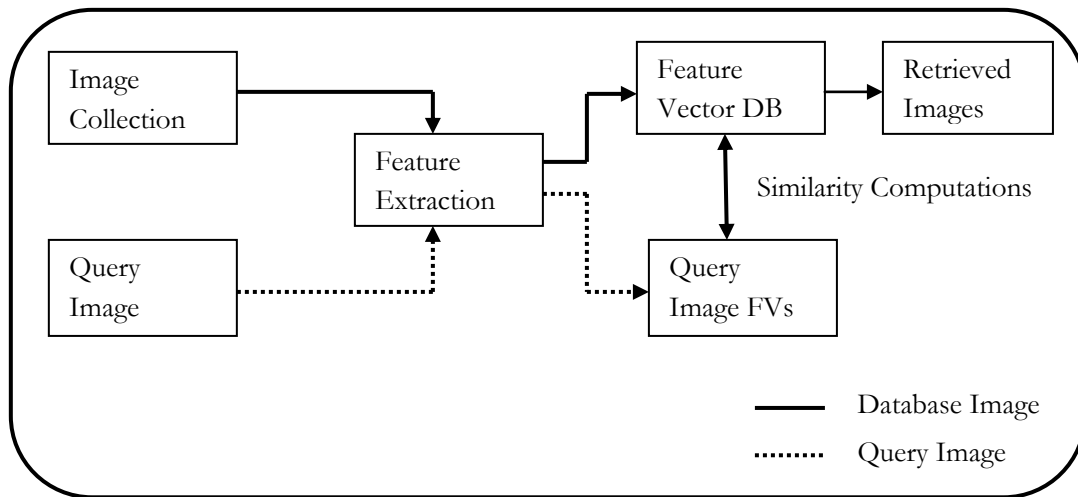 Image
Collection
Feature
Extraction
Feature
Vector DB
Retrieved
Images
Similarity Computations
Query
Image
Query
Image FVs
Database Image
Query Image